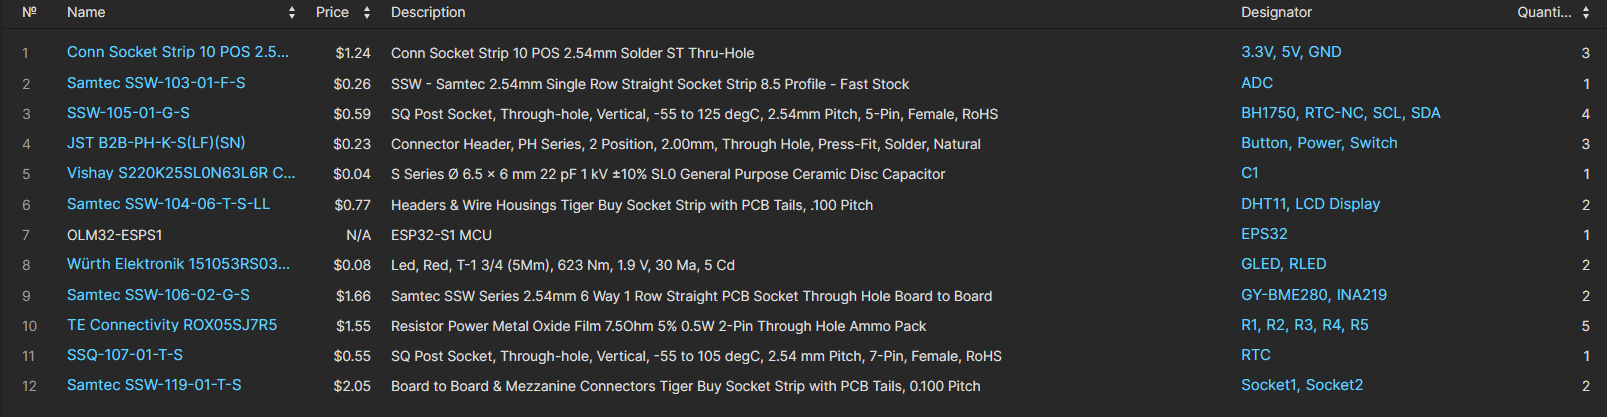 № Name Price Description Designator Quanti...
1 Conn Socket Strip 10 POS 2.5... $1.24 Conn Socket Strip 10 POS 2.54mm Solder ST Thru-Hole 3.3V, 5V, GND 3
2 Samtec SSW-103-01-F-S $0.26 SSW - Samtec 2.54mm Single Row Straight Socket Strip 8.5 Profile - Fast Stock ADC 1
3 SSW-105-01-G-S $0.59 SQ Post Socket, Through-hole, Vertical, -55 to 125 degC, 2.54mm Pitch, 5-Pin, Female, RoHS BH1750, RTC-NC, SCL, SDA 4
4 JST B2B-PH-K-S(LF)(SN) $0.23 Connector Header, PH Series, 2 Position, 2.00mm, Through Hole, Press-Fit, Solder, Natural Button, Power, Switch 3
5 Vishay S220K25SL0N63L6R C... $0.04 S Series Ø 6.5 x 6 mm 22 pF 1 kV ±10% SL0 General Purpose Ceramic Disc Capacitor C1 1
6 Samtec SSW-104-06-T-S-LL $0.77 Headers & Wire Housings Tiger Buy Socket Strip with PCB Tails, .100 Pitch DHT11, LCD Display 2
7 OLM32-ESPS1 N/A ESP32-S1 MCU EPS32 1
8 Würth Elektronik 151053RS03... $0.08 Led, Red, T-1 3/4 (5Mm), 623 Nm, 1.9 V, 30 Ma, 5 Cd GLED, RLED 2
9 Samtec SSW-106-02-G-S $1.66 Samtec SSW Series 2.54mm 6 Way 1 Row Straight PCB Socket Through Hole Board to Board GY-BME280, INA219 2
10 TE Connectivity ROX05SJ7R5 $1.55 Resistor Power Metal Oxide Film 7.5Ohm 5% 0.5W 2-Pin Through Hole Ammo Pack R1, R2, R3, R4, R5 5
11 SSQ-107-01-T-S $0.55 SQ Post Socket, Through-hole, Vertical, -55 to 105 degC, 2.54 mm Pitch, 7-Pin, Female, RoHS RTC 1
12 Samtec SSW-119-01-T-S $2.05 Board to Board & Mezzanine Connectors Tiger Buy Socket Strip with PCB Tails, 0.100 Pitch Socket1, Socket2 2